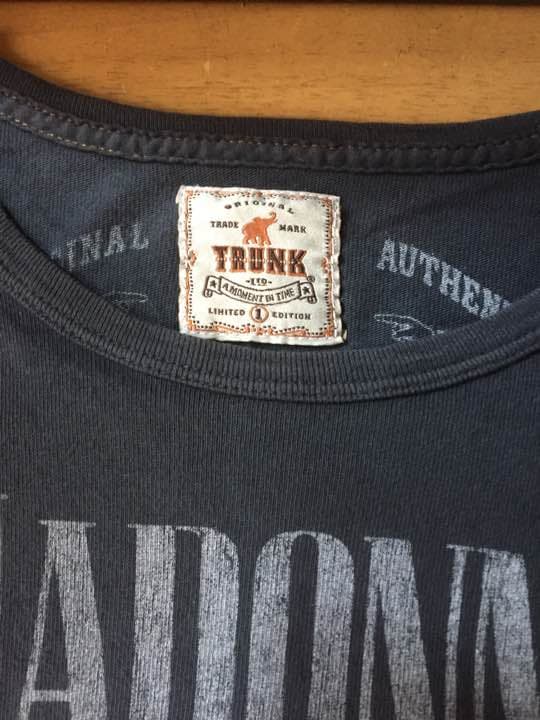 ORIGINAL
TRADE MARK
TRUNK
-LTD-
®
A MOMENT IN TIME
LIMITED 1 EDITION
INAL
AUTHEN
ADONN